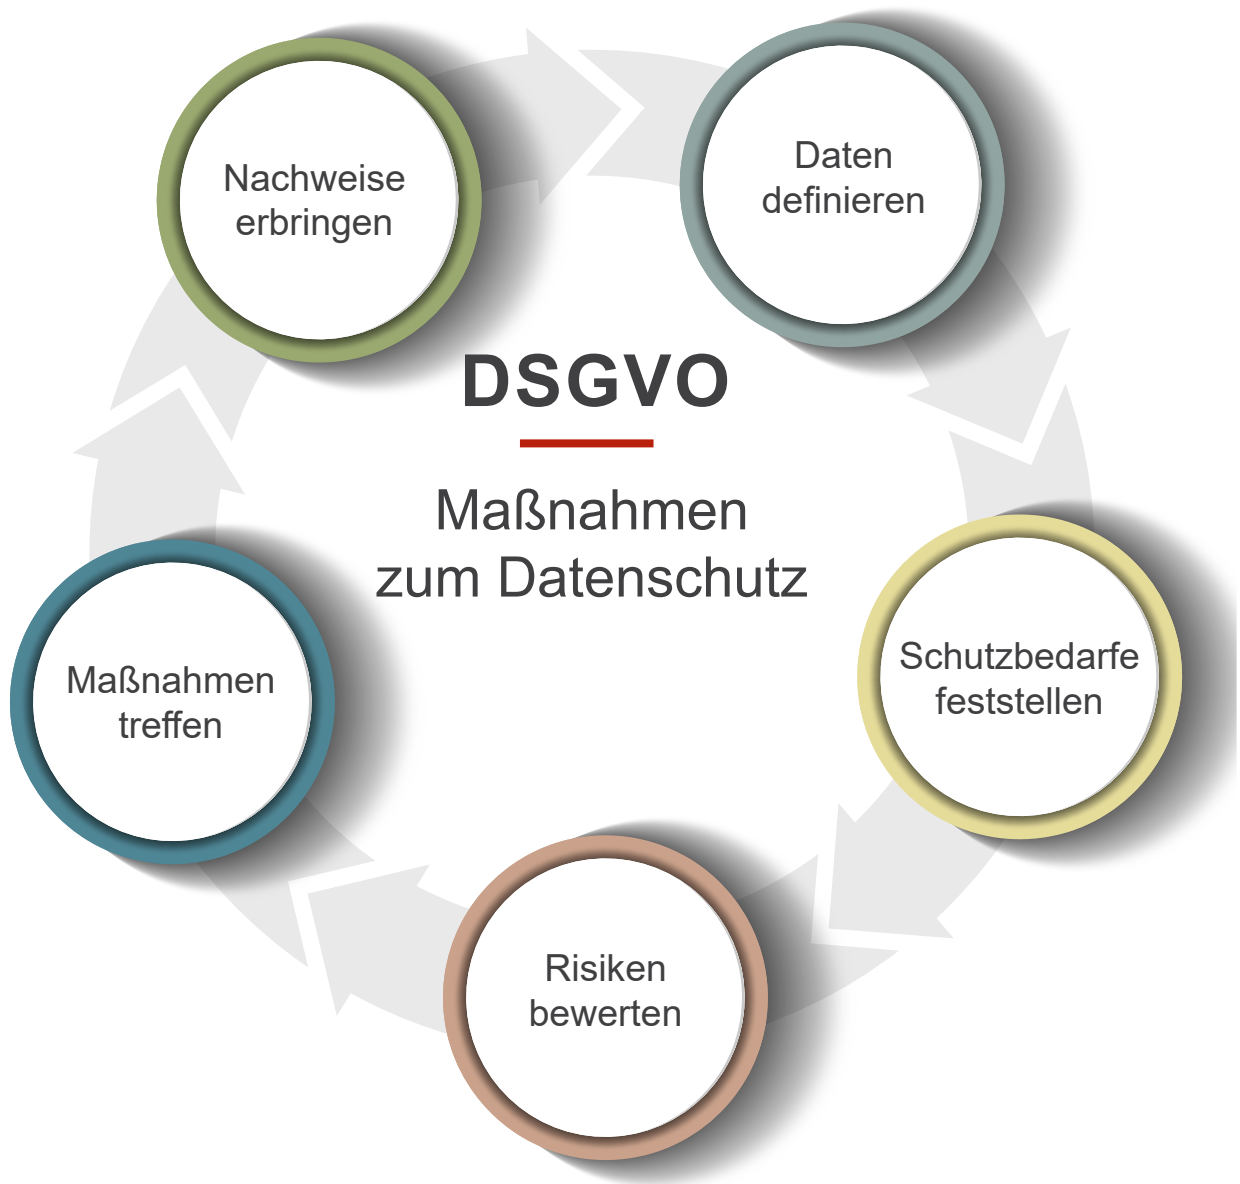 Nachweise
erbringen
Daten
definieren
DSGVO
Maßnahmen
zum Datenschutz
Schutzbedarfe
feststellen
Maßnahmen
treffen
Risiken
bewerten